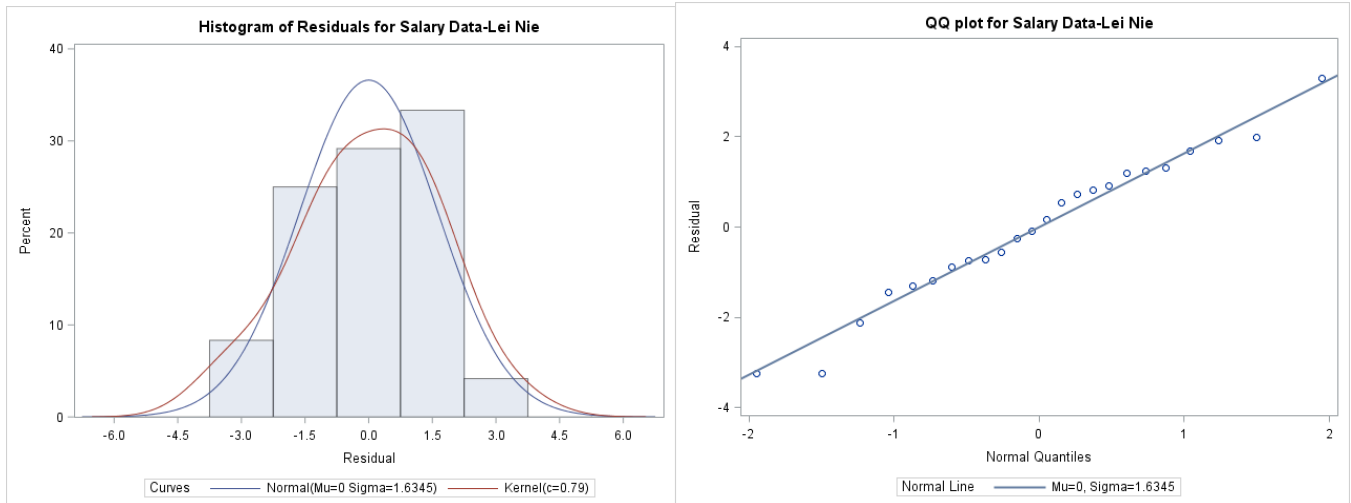 Histogram of Residuals for Salary Data-Lei Nie
40
30
20
10
0
Percent
-6.0 -4.5 -3.0 -1.5 0.0 1.5 3.0 4.5 6.0
Residual
Curves Normal(Mu=0 Sigma=1.6345) Kernel(c=0.79)
QQ plot for Salary Data-Lei Nie
4
2
0
-2
-4
Residual
-2 -1 0 1 2
Normal Quantiles
Normal Line Mu=0, Sigma=1.6345